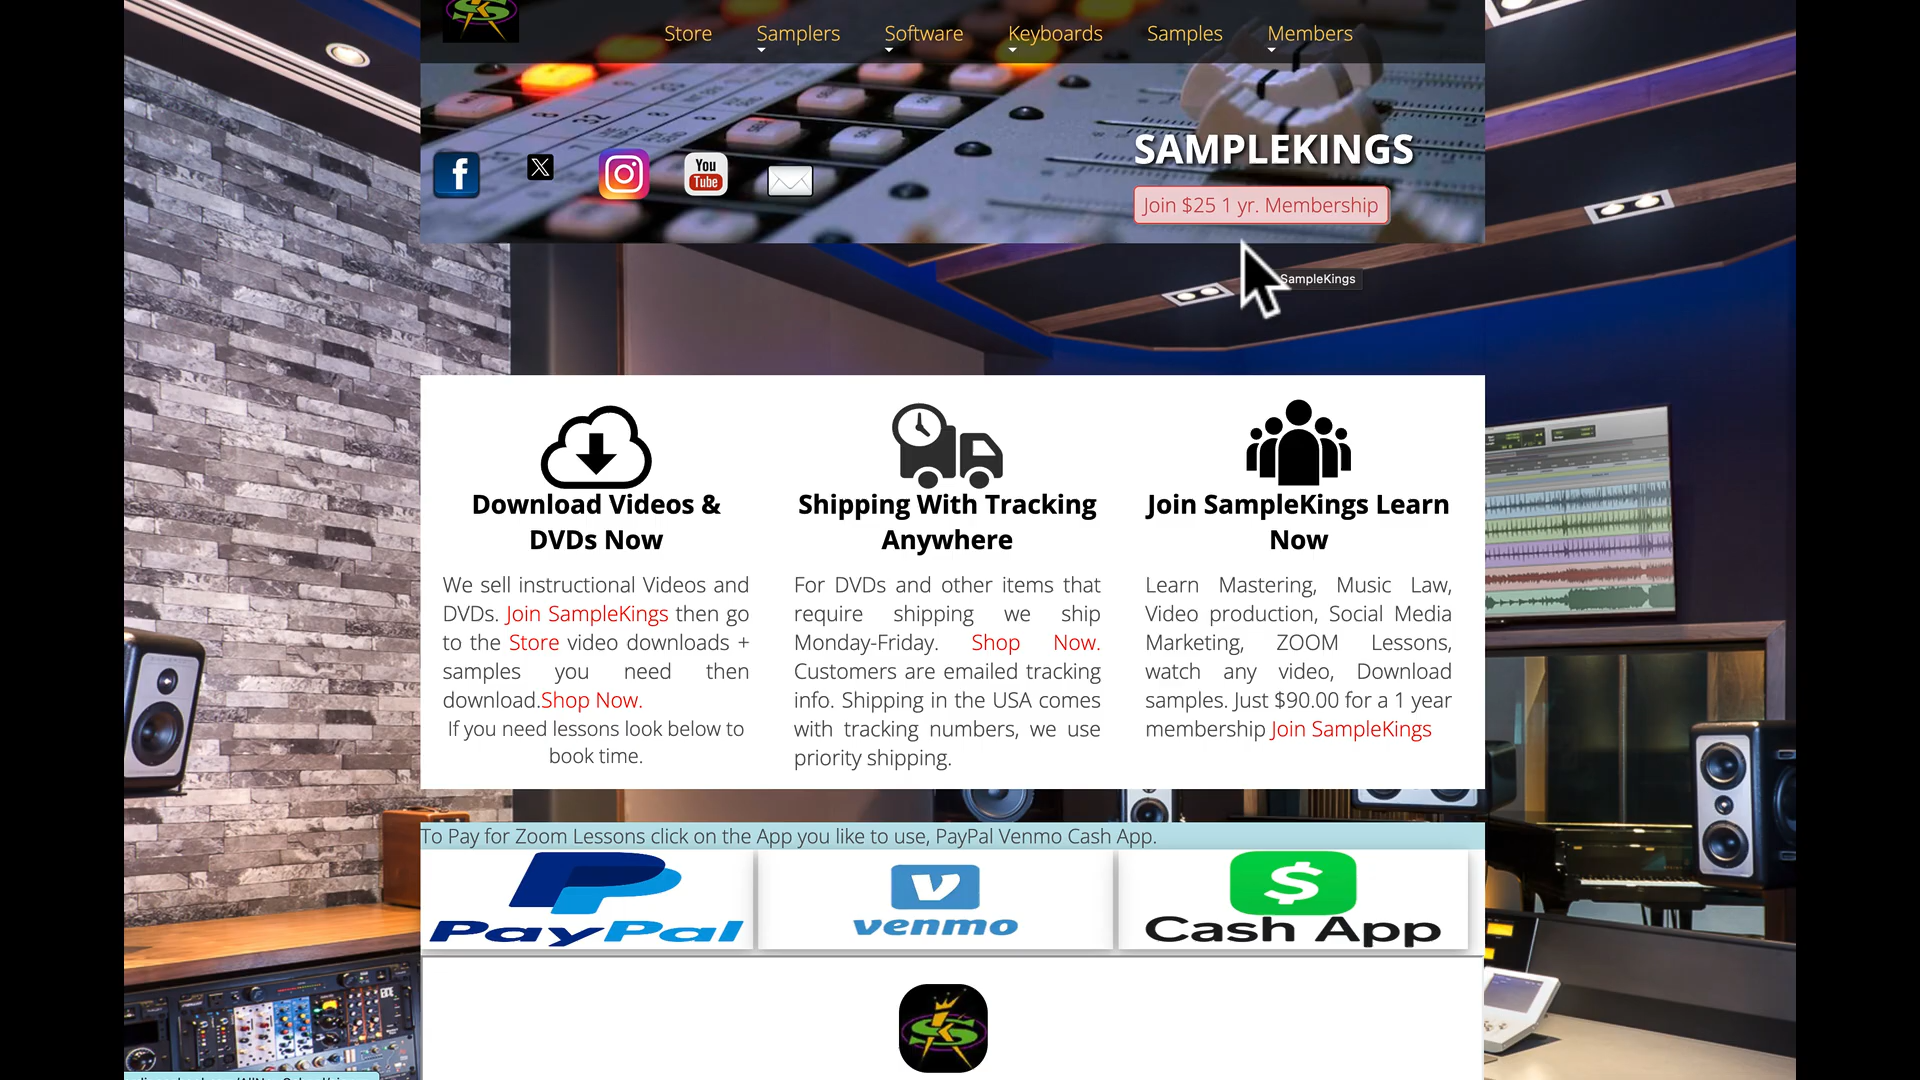 Store Samplers Software Keyboards Samples Members
SAMPLEKINGS
You
Tube
Join $25 1 yr. Membership
SampleKings
Download Videos &
DVDs Now
We sell instructional Videos and
DVDs. Join SampleKings then go
to the Store video downloads +
samples you need then
download.Shop Now.
If you need lessons look below to
book time.
Shipping With Tracking
Anywhere
For DVDs and other items that
require shipping we ship
Monday-Friday. Shop Now.
Customers are emailed tracking
info. Shipping in the USA comes
with tracking numbers, we use
priority shipping.
Join SampleKings Learn
Now
Learn Mastering, Music Law,
Video production, Social Media
Marketing, ZOOM Lessons,
watch any video, Download
samples. Just $90.00 for a 1 year
membership Join SampleKings
To Pay for Zoom Lessons click on the App you like to use, PayPal Venmo Cash App.
PayPal
venmo
Cash App